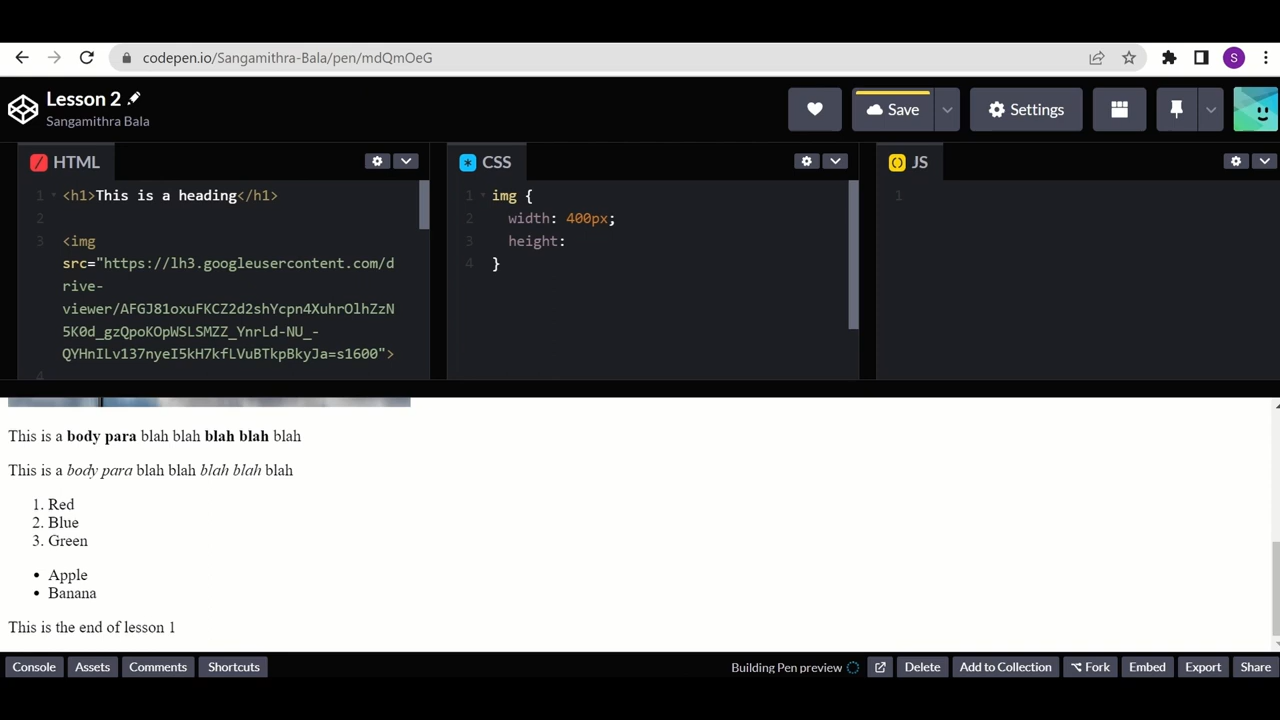 codepen.io/Sangamithra-Bala/pen/mdQmOeG
S
Lesson 2
Sangamithra Bala
Save
Settings
HTML
1 <h1>This is a heading</h1>
2
3 <img
src="https://lh3.googleusercontent.com/d
rive-
viewer/AFGJ81oxuFKCZ2d2shYcpn4XuhrOlhZzN
5K0d_gzQpoKOpWSLSMZZ_YnrLd-NU_-
QYHnILv137nyeI5kH7kfLVuBTkpBkyJa=s1600">
4
CSS
1 img {
2 width: 400px;
3 height:
4 }
JS
1
This is a body para blah blah blah blah blah
This is a body para blah blah blah blah blah
1. Red
2. Blue
3. Green
• Apple
• Banana
This is the end of lesson 1
Console Assets Comments Shortcuts Building Pen preview Delete Add to Collection Fork Embed Export Share